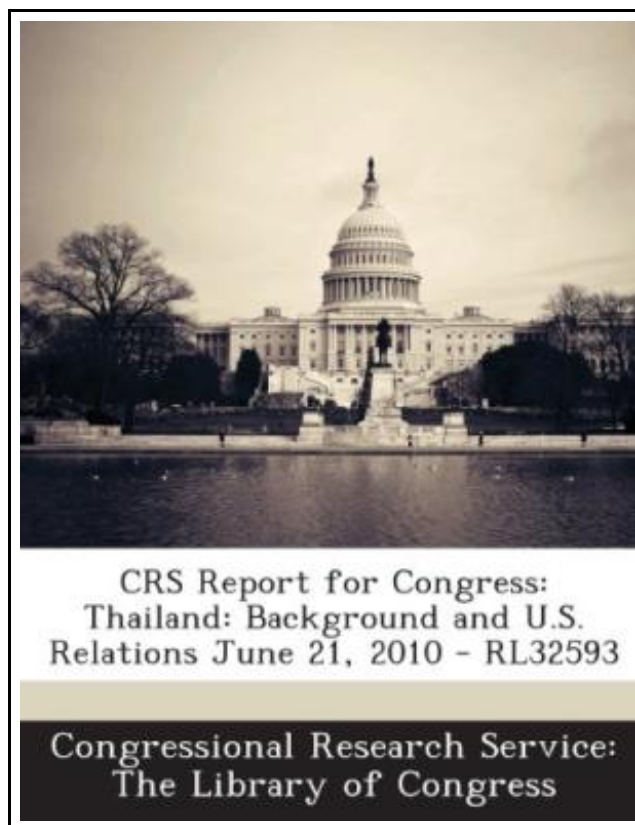 CRS Report for Congress:
Thailand: Background and U.S.
Relations June 21, 2010 - RL32593
Congressional Research Service:
The Library of Congress